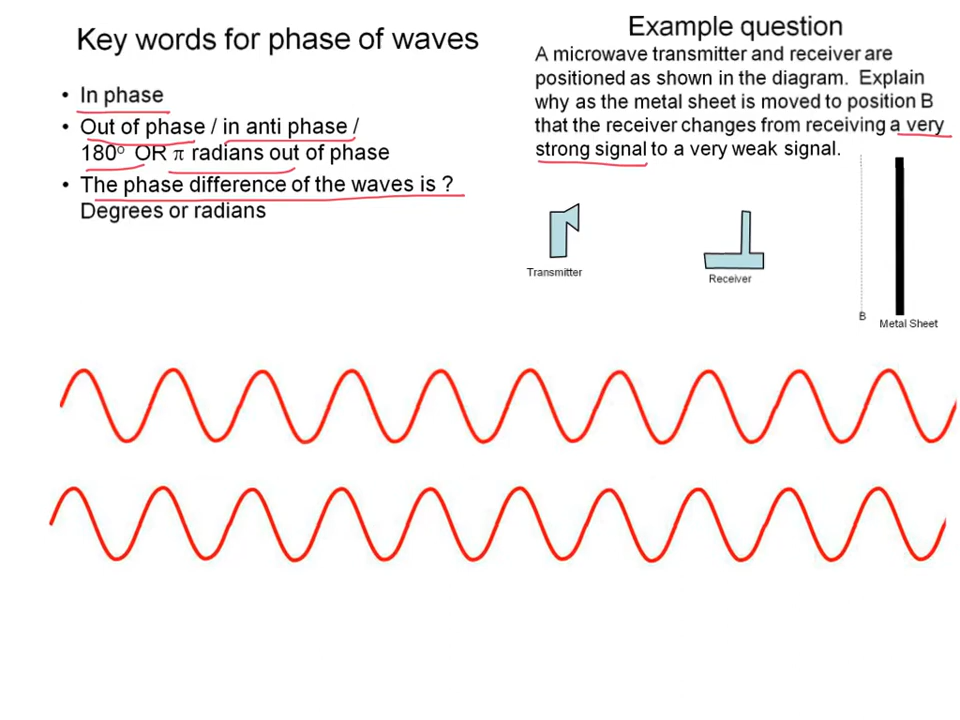 Key words for phase of waves
• In phase
• Out of phase / in anti phase /
180° OR π radians out of phase
• The phase difference of the waves is ?
Degrees or radians
Example question
A microwave transmitter and receiver are
positioned as shown in the diagram. Explain
why as the metal sheet is moved to position B
that the receiver changes from receiving a very
strong signal to a very weak signal.
Transmitter
Receiver
B
Metal Sheet